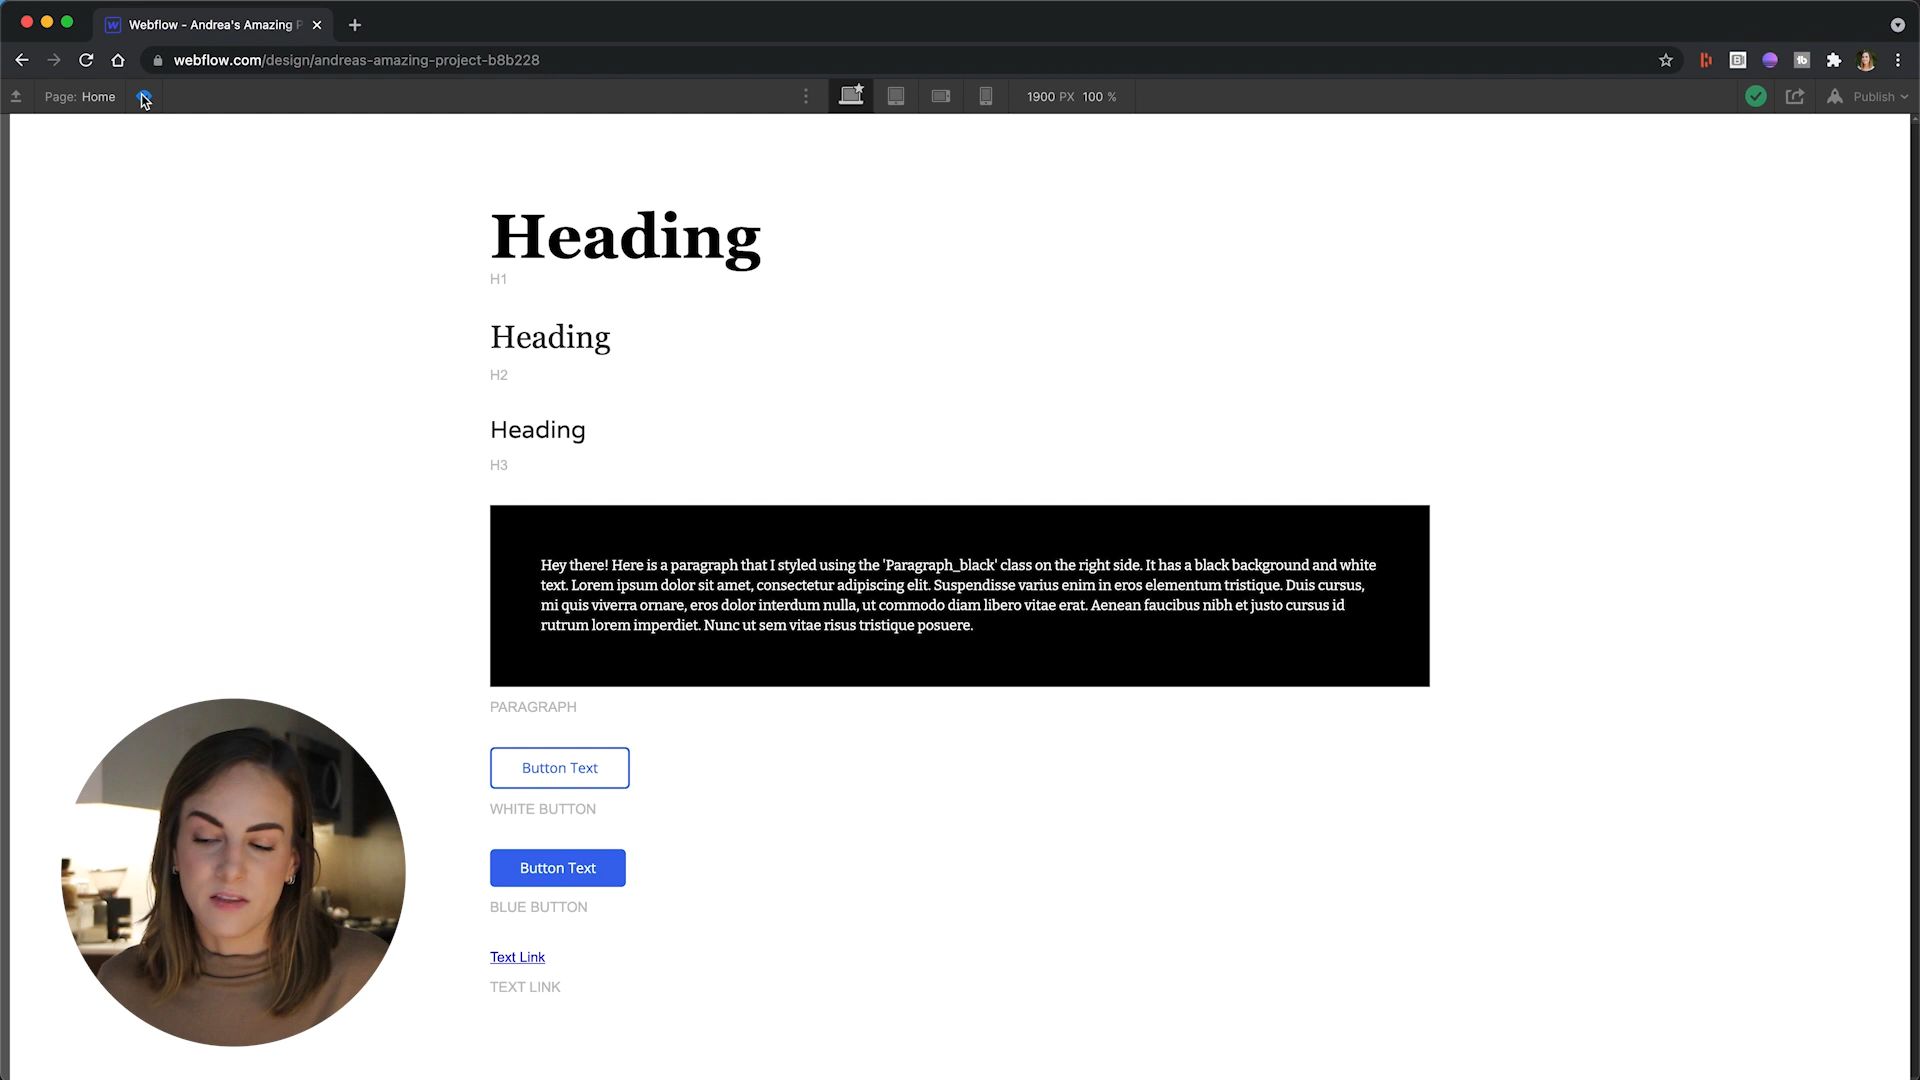 Webflow - Andrea's Amazing P
webflow.com/design/andreas-amazing-project-b8b228
Page: Home
1900 PX 100 %
Publish
Heading
H1
Heading
H2
Heading
H3
Hey there! Here is a paragraph that I styled using the 'Paragraph_black' class on the right side. It has a black background and white
text. Lorem ipsum dolor sit amet, consectetur adipiscing elit. Suspendisse varius enim in eros elementum tristique. Duis cursus,
mi quis viverra ornare, eros dolor interdum nulla, ut commodo diam libero vitae erat. Aenean faucibus nibh et justo cursus id
rutrum lorem imperdiet. Nunc ut sem vitae risus tristique posuere.
PARAGRAPH
Button Text
WHITE BUTTON
Button Text
BLUE BUTTON
Text Link
TEXT LINK